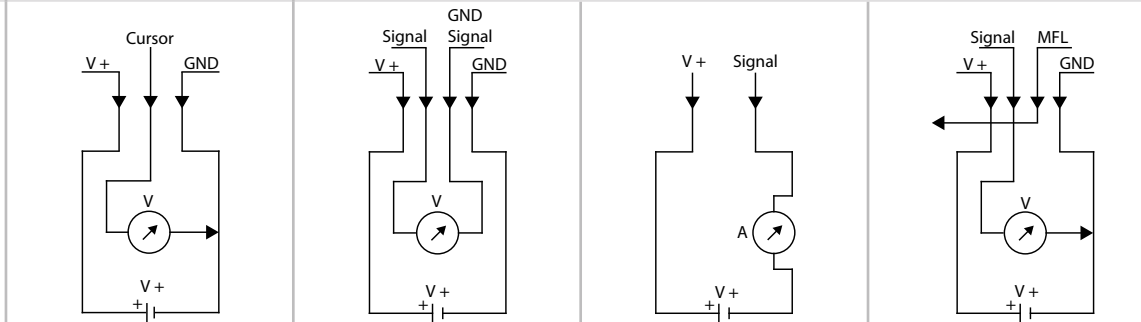 Cursor
V +
GND
V
V +
+
GND
Signal
Signal
V +
GND
V
V +
+
V +
Signal
A
V +
+
Signal
MFL
V +
GND
V
V +
+